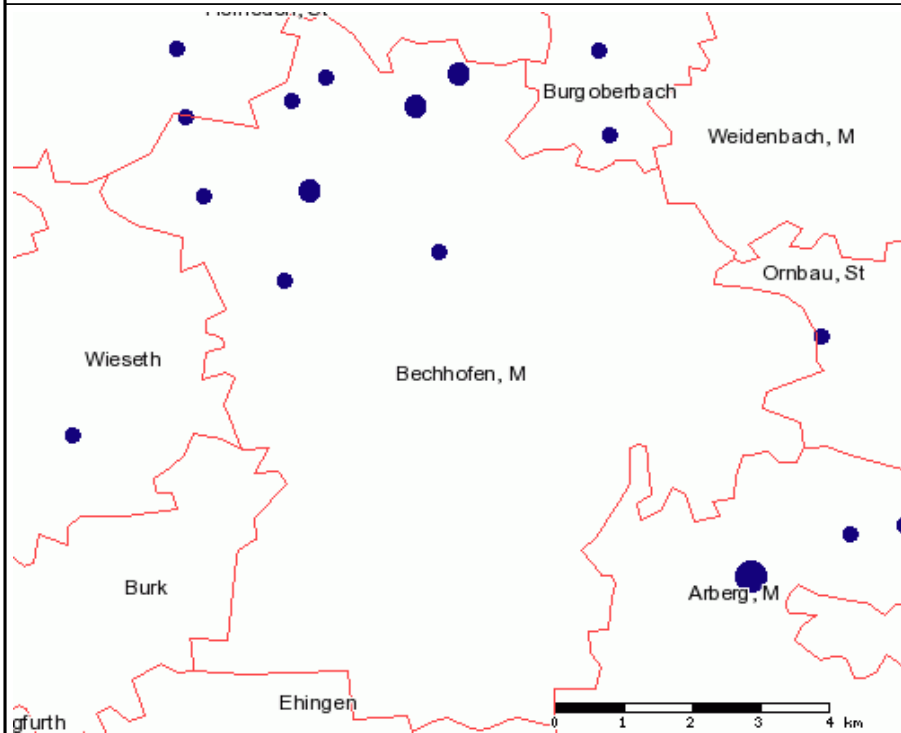 Burgoberbach
Weidenbach, M
Ornbau, St
Wieseth
Bechhofen, M
Burk
Arberg, M
Ehingen
gfurth
0 1 2 3 4 km